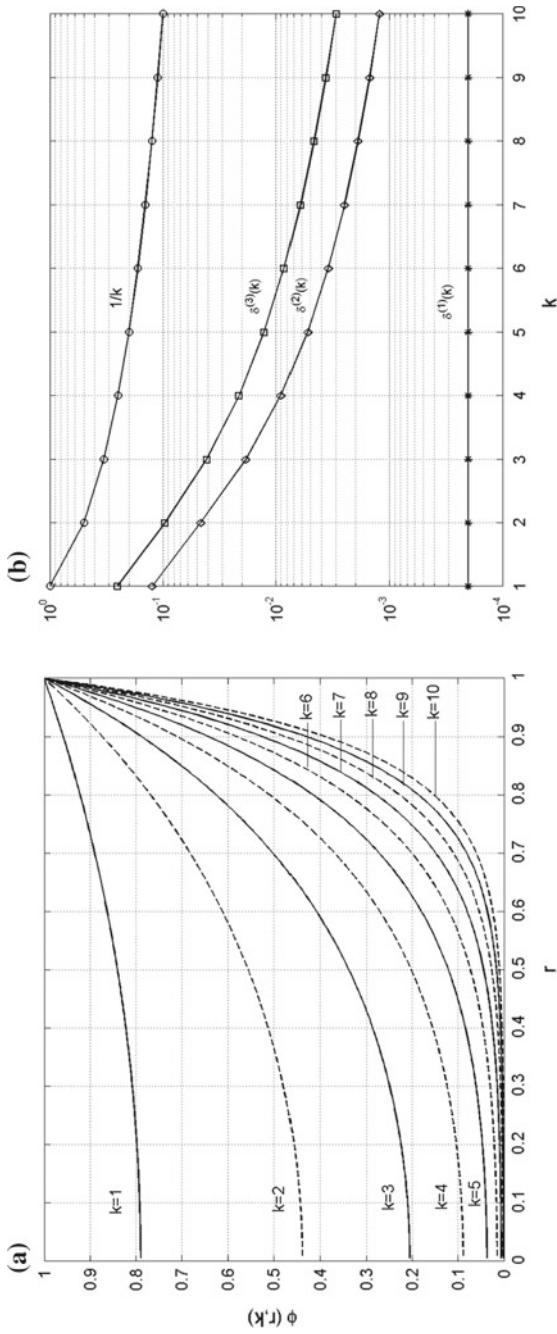 (a)
1
0.9
0.8
0.7
0.6
0.5
0.4
0.3
0.2
0.1
0
ϕ (r,k)
k=1
k=2
k=3
k=4
k=5
k=6
k=7
k=8
k=9
k=10
0 0.1 0.2 0.3 0.4 0.5 0.6 0.7 0.8 0.9 1
r
(b)
10⁰
10⁻¹
10⁻²
10⁻³
10⁻⁴
1/k
δ⁽³⁾(k)
δ⁽²⁾(k)
δ⁽¹⁾(k)
1 2 3 4 5 6 7 8 9 10
k